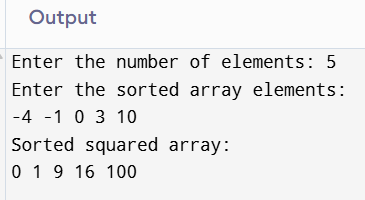 Output
Enter the number of elements: 5
Enter the sorted array elements:
-4 -1 0 3 10
Sorted squared array:
0 1 9 16 100